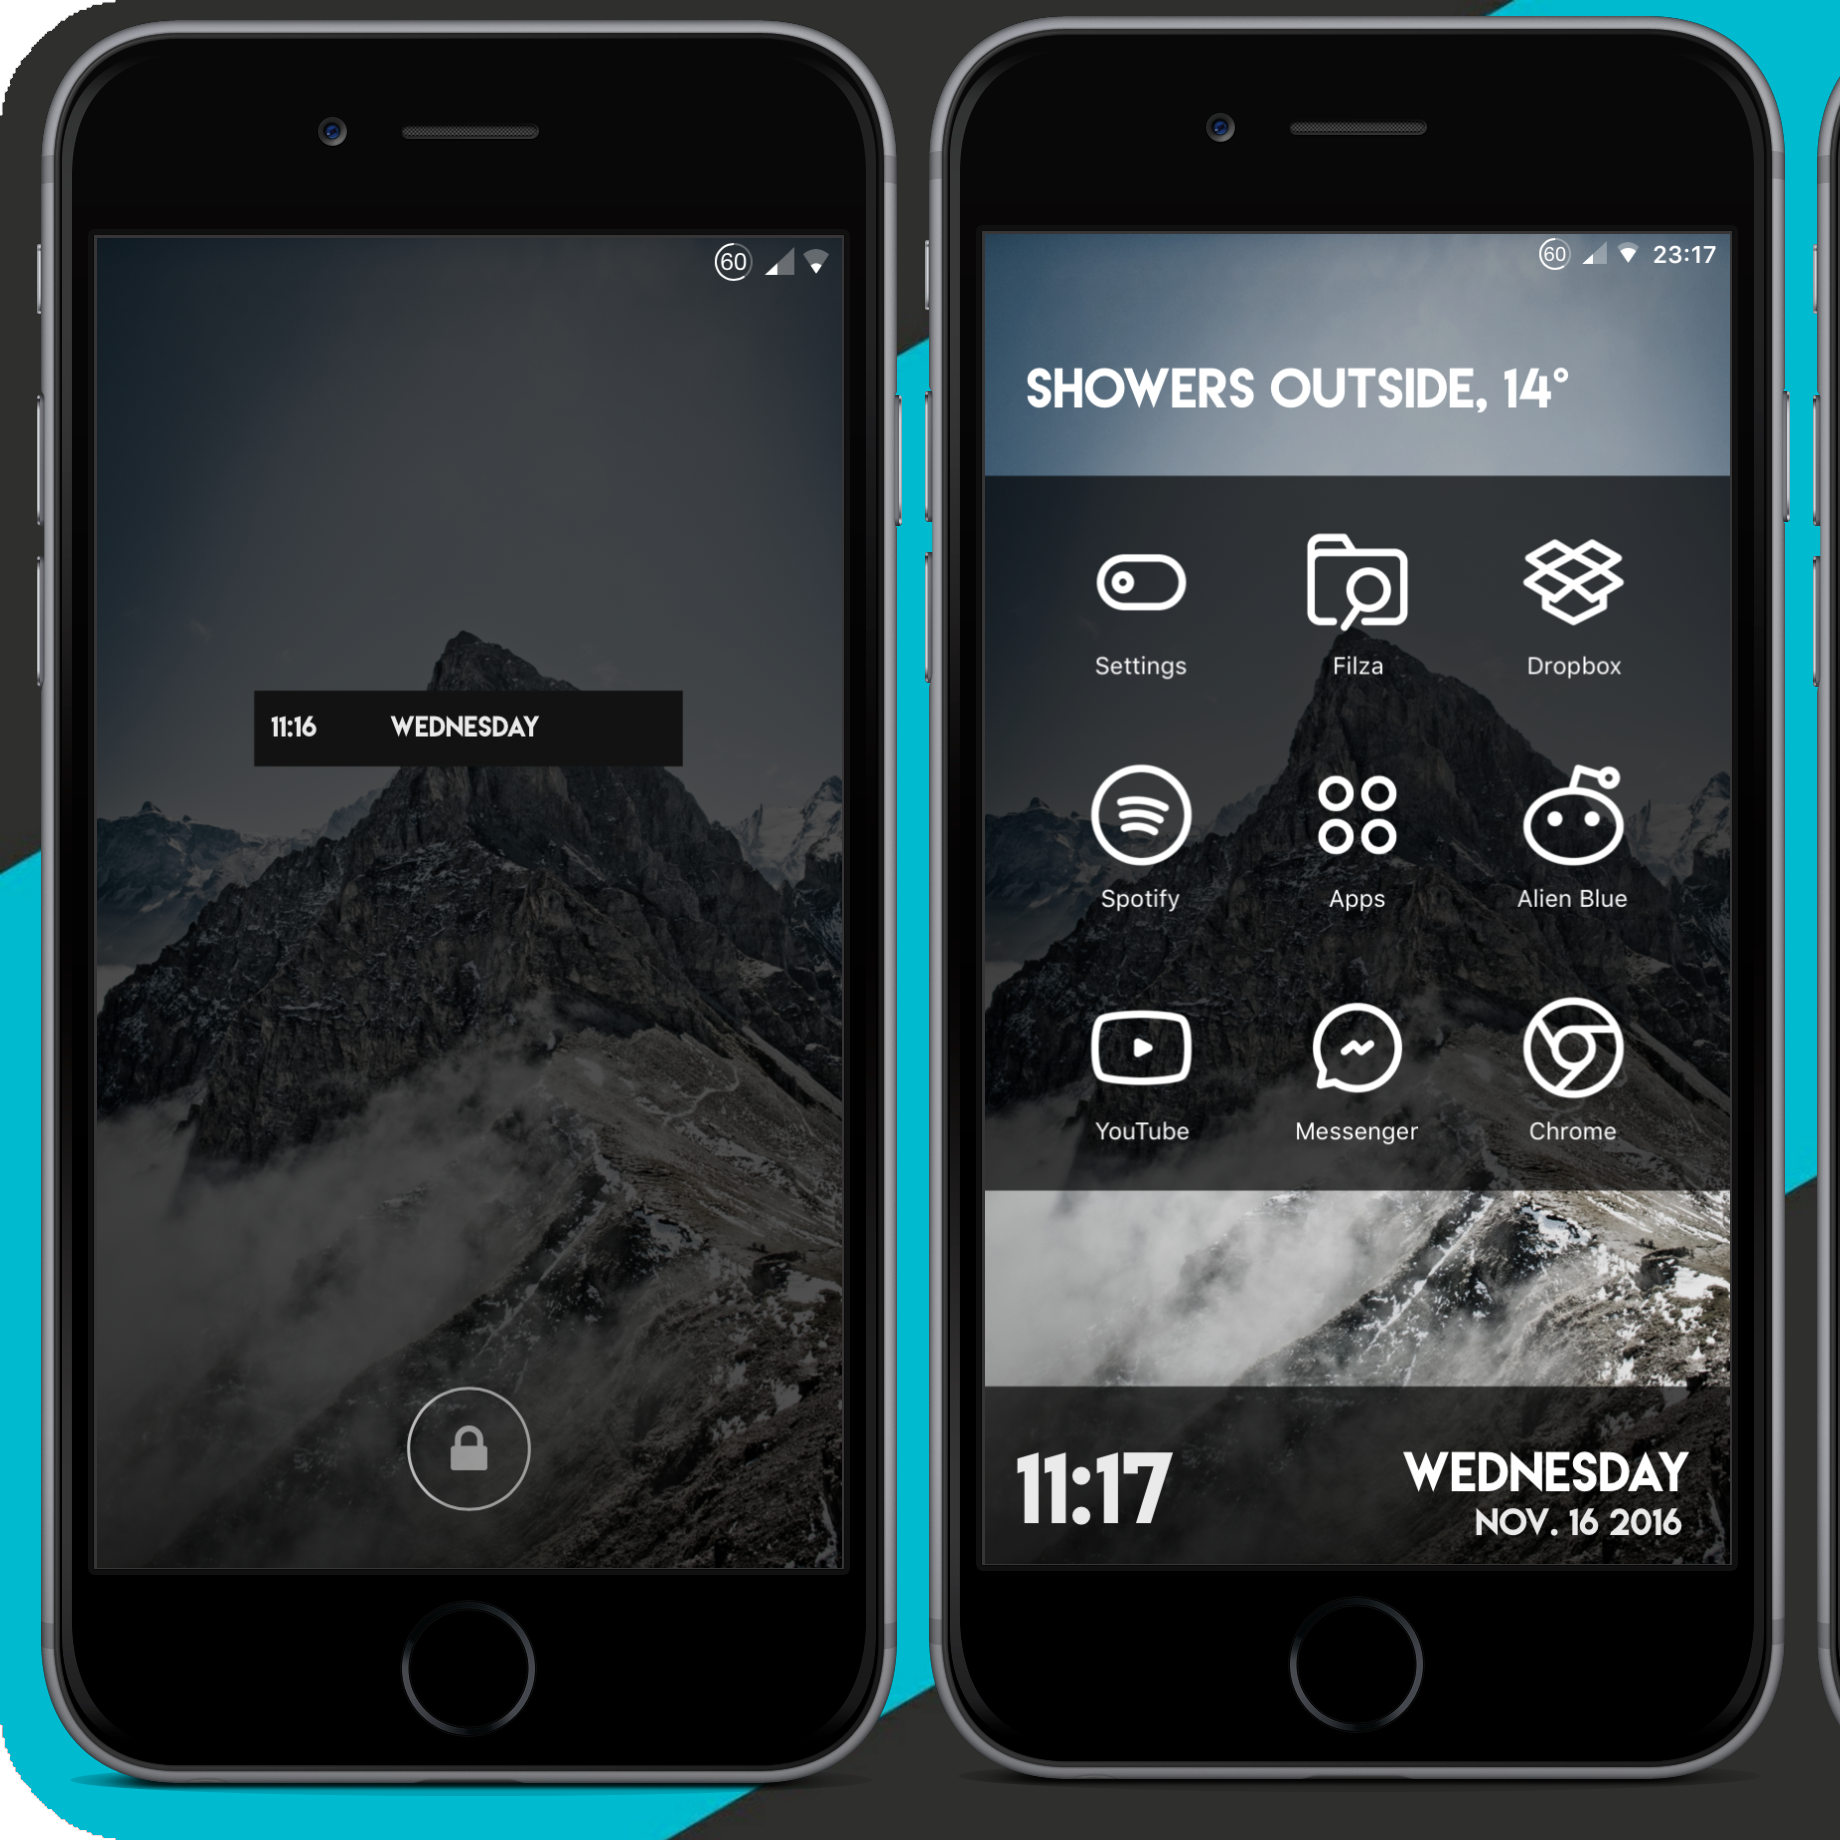 60
11:16 WEDNESDAY
60 23:17
SHOWERS OUTSIDE, 14°
Settings Filza Dropbox
Spotify Apps Alien Blue
YouTube Messenger Chrome
11:17
WEDNESDAY
NOV. 16 2016